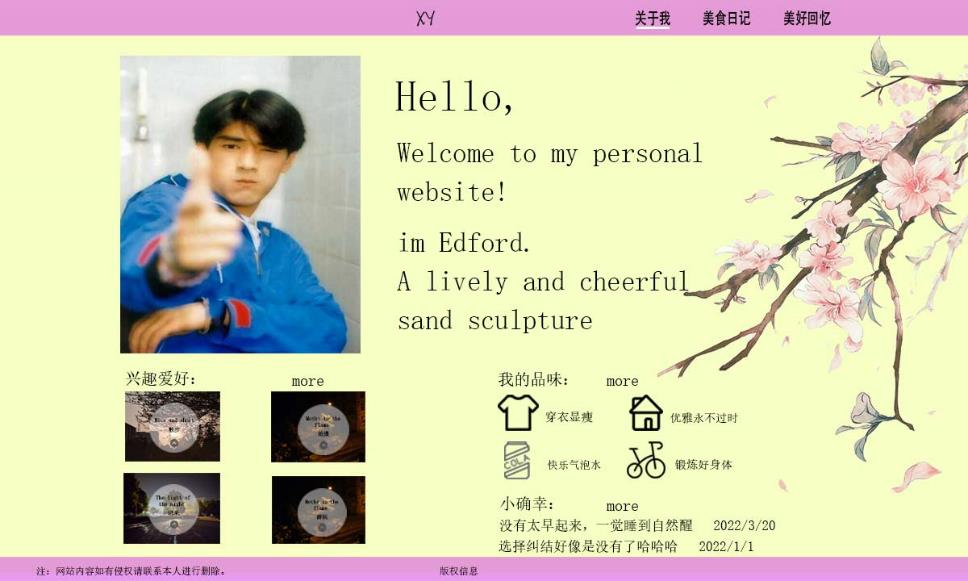 XY 关于我 美食日记 美好回忆
Hello,
Welcome to my personal
website!
im Edford.
A lively and cheerful
sand sculpture
兴趣爱好: more
The light of
the night
我的品味: more
穿衣显瘦 优雅永不过时
COLA
快乐气泡水 锻炼好身体
小确幸: more
没有太早起来，一觉睡到自然醒 2022/3/20
选择纠结好像是没有了哈哈哈 2022/1/1
注: 网站内容如有侵权请联系本人进行删除。 版权信息